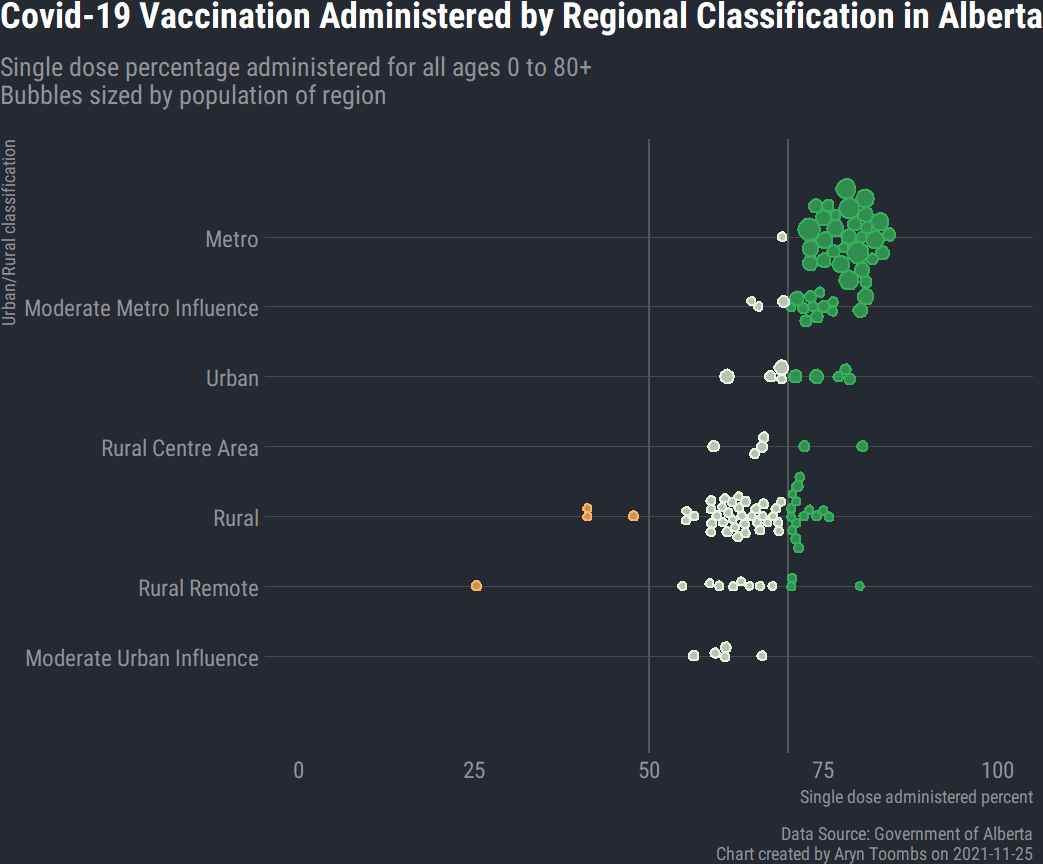 Covid-19 Vaccination Administered by Regional Classification in Alberta
Single dose percentage administered for all ages 0 to 80+
Bubbles sized by population of region
Urban/Rural classification
Metro
Moderate Metro Influence
Urban
Rural Centre Area
Rural
Rural Remote
Moderate Urban Influence
0 25 50 75 100
Single dose administered percent
Data Source: Government of Alberta
Chart created by Aryn Toombs on 2021-11-25